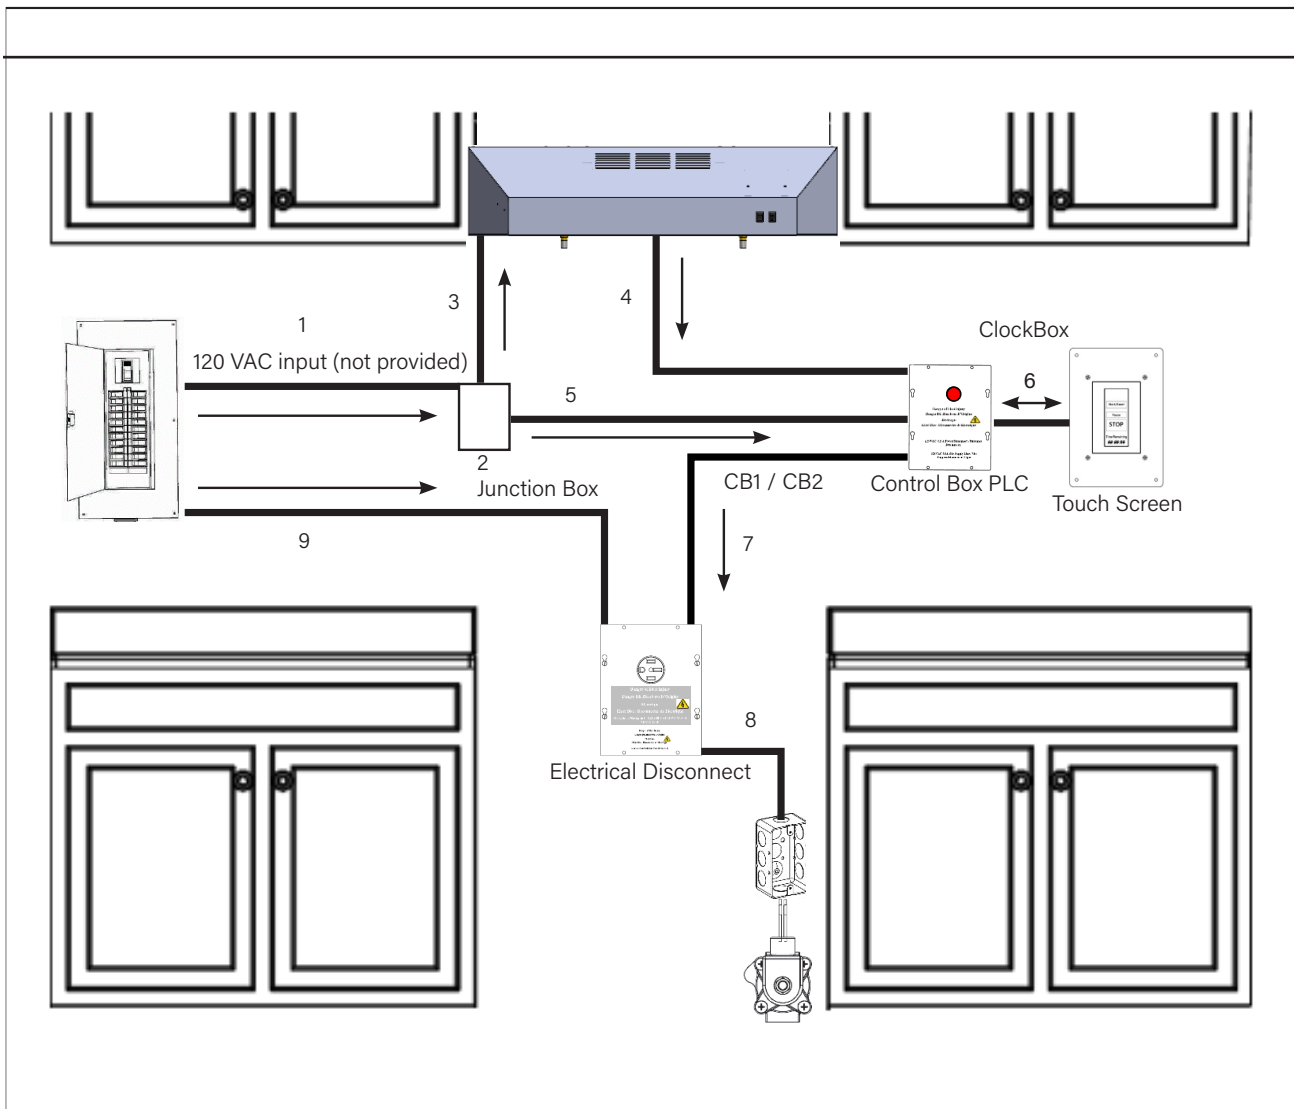 3
4
1
ClockBox
120 VAC input (not provided)
5
6
STOP
2
Junction Box
CB1 / CB2
Control Box PLC
Touch Screen
9
7
8
Electrical Disconnect